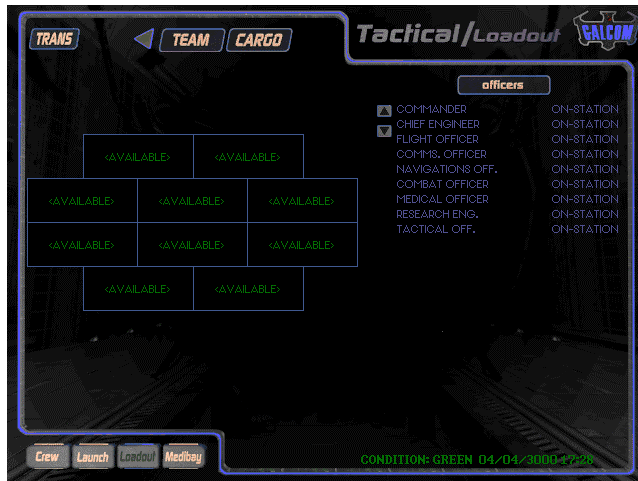 TRANS TEAM CARGO Tactical/Loadout GALCOM
officers
COMMANDER ON-STATION
CHIEF ENGINEER ON-STATION
FLIGHT OFFICER ON-STATION
COMMS. OFFICER ON-STATION
NAVIGATIONS OFF. ON-STATION
COMBAT OFFICER ON-STATION
MEDICAL OFFICER ON-STATION
RESEARCH ENG. ON-STATION
TACTICAL OFF. ON-STATION
<AVAILABLE> <AVAILABLE>
<AVAILABLE> <AVAILABLE> <AVAILABLE>
<AVAILABLE> <AVAILABLE> <AVAILABLE>
<AVAILABLE> <AVAILABLE>
Crew Launch Loadout Medibay
CONDITION: GREEN 04/04/3000 17:28